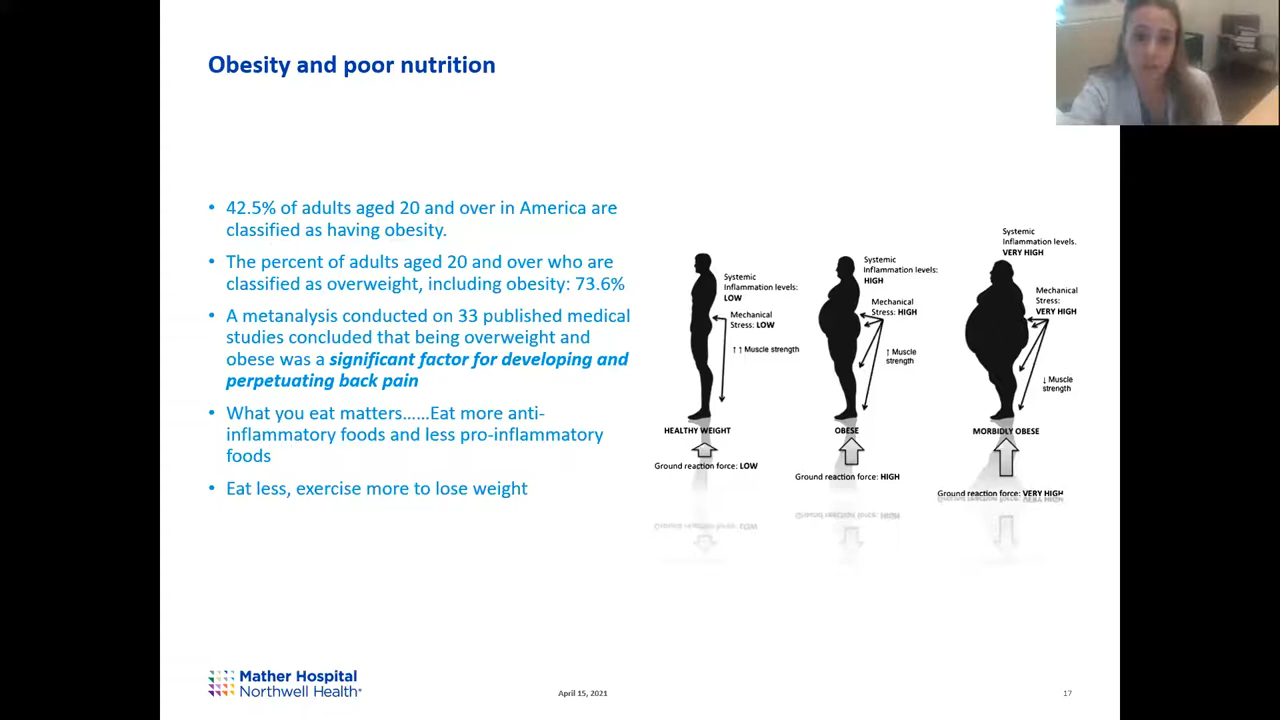 Obesity and poor nutrition
• 42.5% of adults aged 20 and over in America are
classified as having obesity.
• The percent of adults aged 20 and over who are
classified as overweight, including obesity: 73.6%
• A metanalysis conducted on 33 published medical
studies concluded that being overweight and
obese was a significant factor for developing and
perpetuating back pain
• What you eat matters……Eat more anti-
inflammatory foods and less pro-inflammatory
foods
• Eat less, exercise more to lose weight
Systemic
Inflammation levels:
LOW
Mechanical
Stress: LOW
↑↑ Muscle strength
HEALTHY WEIGHT
Ground reaction force: LOW
Systemic
Inflammation levels:
HIGH
Mechanical
Stress: HIGH
↑ Muscle
strength
OBESE
Ground reaction force: HIGH
Systemic
Inflammation levels.
VERY HIGH
Mechanical
Stress:
VERY HIGH
↓ Muscle
strength
MORBIDLY OBESE
Ground reaction force: VERY HIGH
Mather Hospital
Northwell Health®
April 15, 2021
17